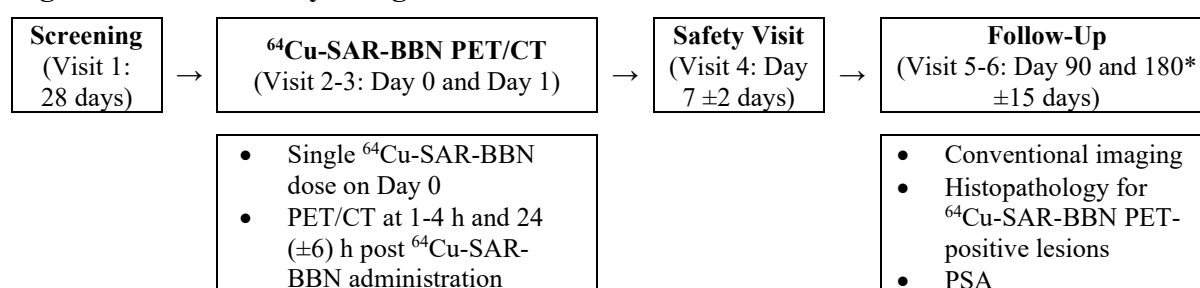 Screening
(Visit 1:
28 days)
→
⁶⁴Cu-SAR-BBN PET/CT
(Visit 2-3: Day 0 and Day 1)
→
Safety Visit
(Visit 4: Day
7 ±2 days)
→
Follow-Up
(Visit 5-6: Day 90 and 180*
±15 days)
• Single ⁶⁴Cu-SAR-BBN
dose on Day 0
• PET/CT at 1-4 h and 24
(±6) h post ⁶⁴Cu-SAR-
BBN administration
• Conventional imaging
• Histopathology for
⁶⁴Cu-SAR-BBN PET-
positive lesions
• PSA